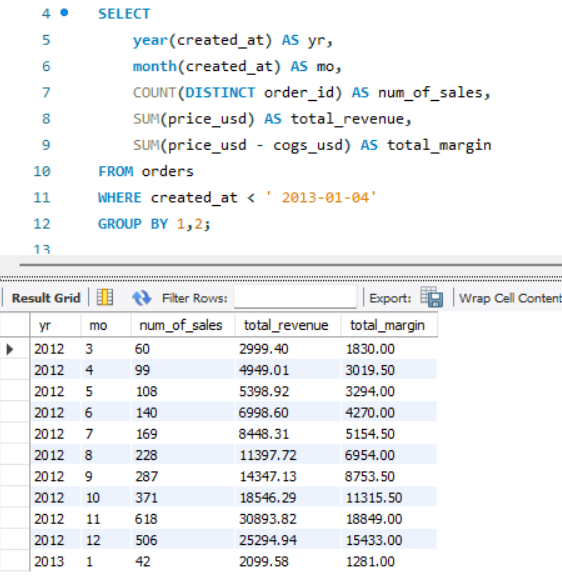 4 SELECT
5 year(created_at) AS yr,
6 month(created_at) AS mo,
7 COUNT(DISTINCT order_id) AS num_of_sales,
8 SUM(price_usd) AS total_revenue,
9 SUM(price_usd - cogs_usd) AS total_margin
10 FROM orders
11 WHERE created_at < ' 2013-01-04'
12 GROUP BY 1,2;
13
Result Grid Filter Rows: Export: Wrap Cell Content
yr mo num_of_sales total_revenue total_margin
2012 3 60 2999.40 1830.00
2012 4 99 4949.01 3019.50
2012 5 108 5398.92 3294.00
2012 6 140 6998.60 4270.00
2012 7 169 8448.31 5154.50
2012 8 228 11397.72 6954.00
2012 9 287 14347.13 8753.50
2012 10 371 18546.29 11315.50
2012 11 618 30893.82 18849.00
2012 12 506 25294.94 15433.00
2013 1 42 2099.58 1281.00